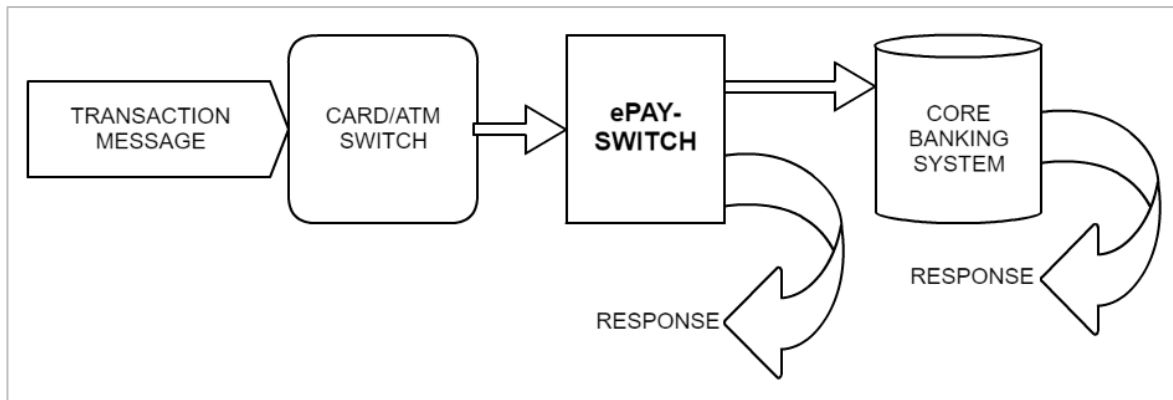 TRANSACTION
MESSAGE
CARD/ATM
SWITCH
ePAY-
SWITCH
CORE
BANKING
SYSTEM
RESPONSE
RESPONSE